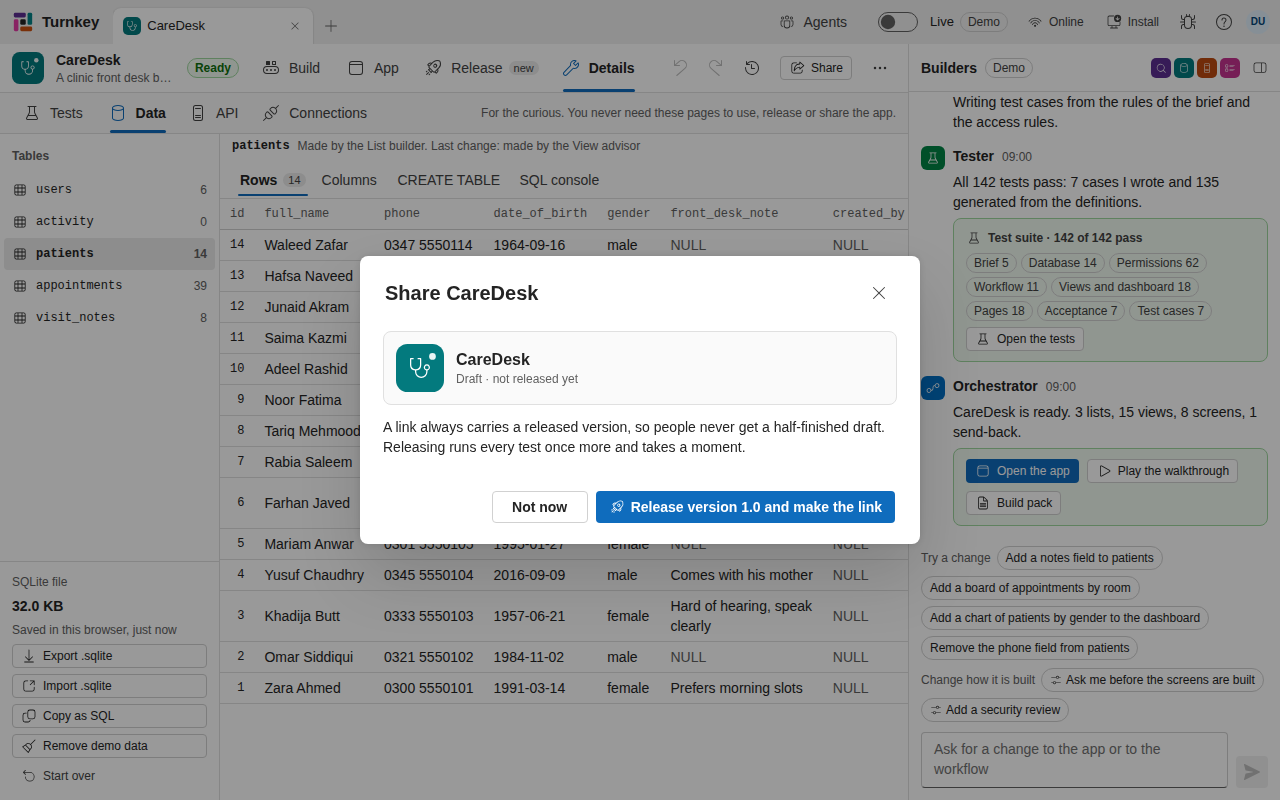 Turnkey
CareDesk
Agents
Live
Demo
Online
Install
DU
CareDesk
A clinic front desk b…
Ready
Build
App
Release new
Details
Share
Builders
Demo
Tests
Data
API
Connections
For the curious. You never need these pages to use, release or share the app.
Tables
users 6
activity 0
patients 14
appointments 39
visit_notes 8
SQLite file
32.0 KB
Saved in this browser, just now
Export .sqlite
Import .sqlite
Copy as SQL
Remove demo data
Start over
patients Made by the List builder. Last change: made by the View advisor
Rows 14
Columns
CREATE TABLE
SQL console
id full_name phone date_of_birth gender front_desk_note created_by
14 Waleed Zafar 0347 5550114 1964-09-16 male NULL NULL
13 Hafsa Naveed
12 Junaid Akram
11 Saima Kazmi
10 Adeel Rashid
9 Noor Fatima
8 Tariq Mehmood
7 Rabia Saleem
6 Farhan Javed
5 Mariam Anwar 0301 5550105 1995-01-27 female NULL NULL
4 Yusuf Chaudhry 0345 5550104 2016-09-09 male Comes with his mother NULL
3 Khadija Butt 0333 5550103 1957-06-21 female Hard of hearing, speak clearly NULL
2 Omar Siddiqui 0321 5550102 1984-11-02 male NULL NULL
1 Zara Ahmed 0300 5550101 1991-03-14 female Prefers morning slots NULL
Share CareDesk
CareDesk
Draft · not released yet
A link always carries a released version, so people never get a half-finished draft.
Releasing runs every test once more and takes a moment.
Not now
Release version 1.0 and make the link
Writing test cases from the rules of the brief and
the access rules.
Tester 09:00
All 142 tests pass: 7 cases I wrote and 135
generated from the definitions.
Test suite · 142 of 142 pass
Brief 5
Database 14
Permissions 62
Workflow 11
Views and dashboard 18
Pages 18
Acceptance 7
Test cases 7
Open the tests
Orchestrator 09:00
CareDesk is ready. 3 lists, 15 views, 8 screens, 1
send-back.
Open the app
Play the walkthrough
Build pack
Try a change
Add a notes field to patients
Add a board of appointments by room
Add a chart of patients by gender to the dashboard
Remove the phone field from patients
Change how it is built
Ask me before the screens are built
Add a security review
Ask for a change to the app or to the
workflow